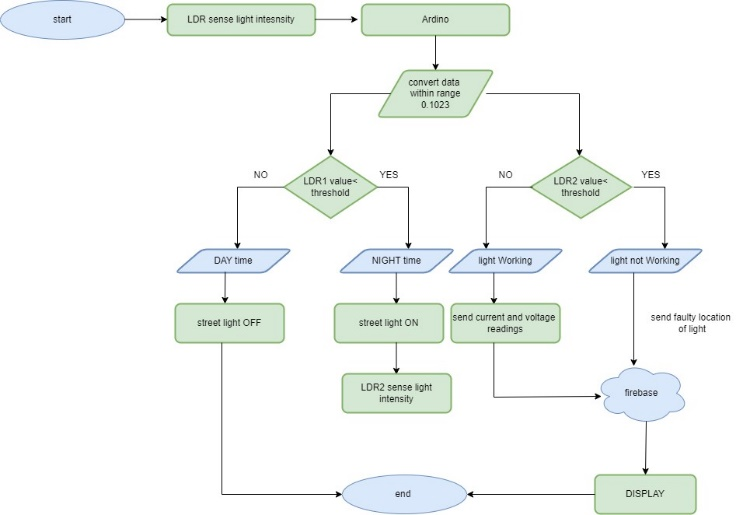 start
LDR sense light intesnsity
Ardino
convert data
within range
0.1023
NO
LDR1 value<
threshold
YES
NO
LDR2 value<
threshold
YES
DAY time
NIGHT time
light Working
light not Working
street light OFF
street light ON
send current and voltage
readings
send faulty location
of light
LDR2 sense light
intensity
firebase
end
DISPLAY